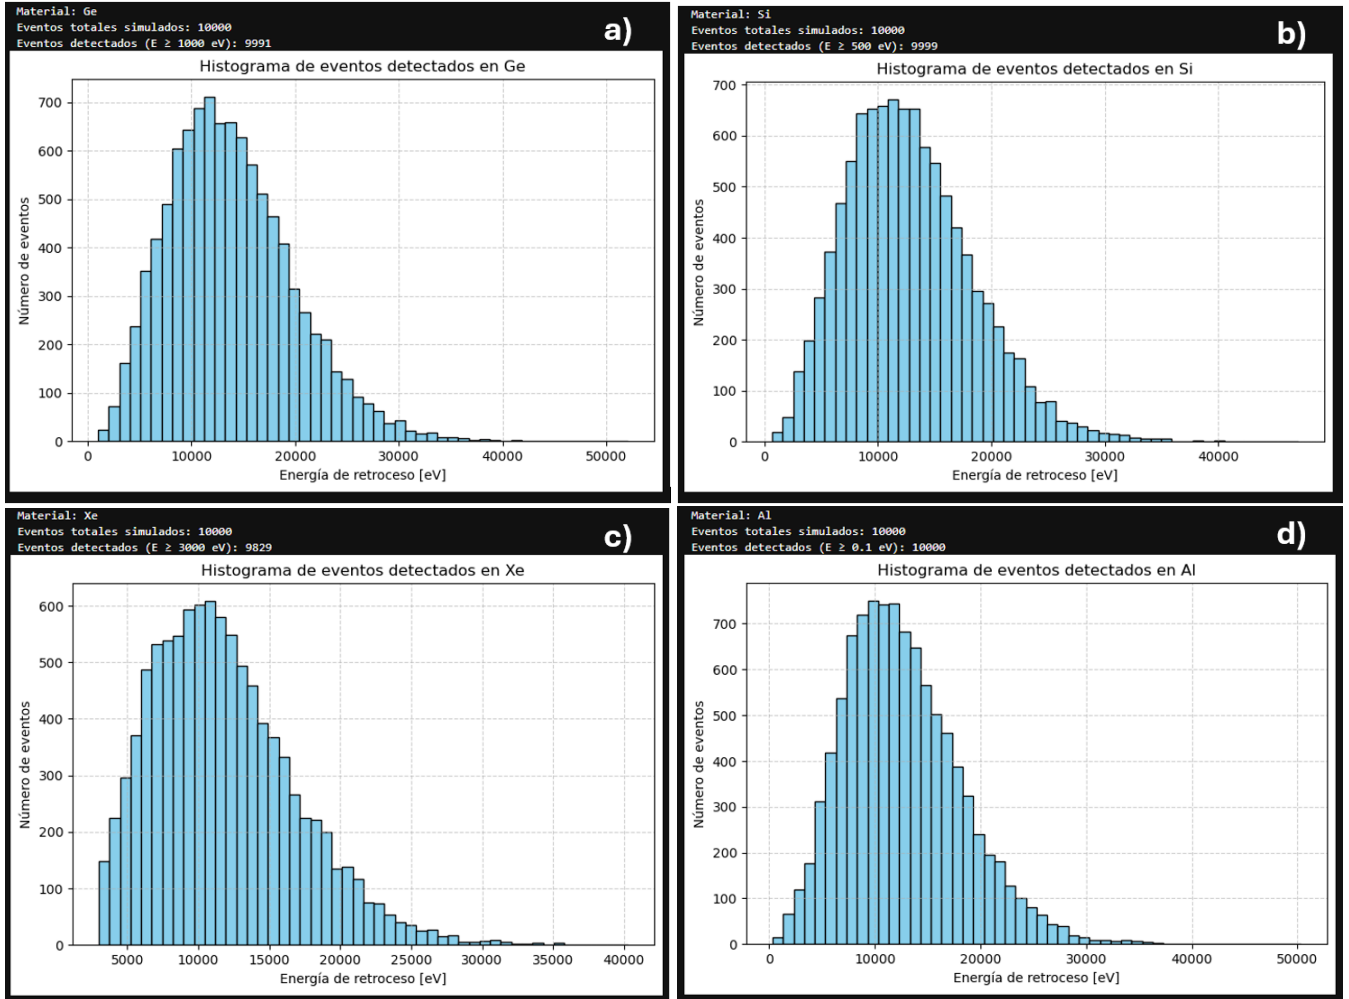 Material: Ge
Eventos totales simulados: 10000
Eventos detectados (E ≥ 1000 eV): 9991
a)
Histograma de eventos detectados en Ge
Número de eventos
700
600
500
400
300
200
100
0
0 10000 20000 30000 40000 50000
Energía de retroceso [eV]
Material: Si
Eventos totales simulados: 10000
Eventos detectados (E ≥ 500 eV): 9999
b)
Histograma de eventos detectados en Si
Número de eventos
700
600
500
400
300
200
100
0
0 10000 20000 30000 40000
Energía de retroceso [eV]
Material: Xe
Eventos totales simulados: 10000
Eventos detectados (E ≥ 3000 eV): 9829
c)
Histograma de eventos detectados en Xe
Número de eventos
600
500
400
300
200
100
0
5000 10000 15000 20000 25000 30000 35000 40000
Energía de retroceso [eV]
Material: Al
Eventos totales simulados: 10000
Eventos detectados (E ≥ 0.1 eV): 10000
d)
Histograma de eventos detectados en Al
Número de eventos
700
600
500
400
300
200
100
0
0 10000 20000 30000 40000 50000
Energía de retroceso [eV]